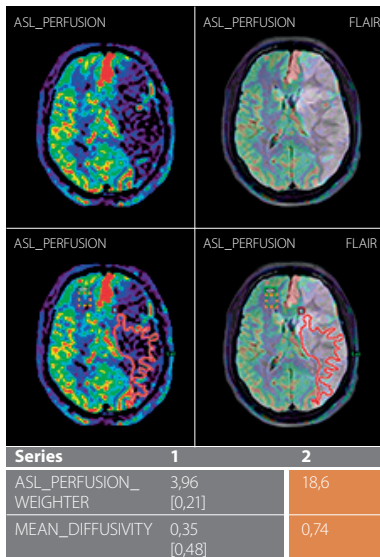 ASL_PERFUSION
ASL_PERFUSION FLAIR
ASL_PERFUSION
ASL_PERFUSION FLAIR
Series 1 2
ASL_PERFUSION_ 3,96 18,6
WEIGHTER [0,21]
MEAN_DIFFUSIVITY 0,35 0,74
[0,48]